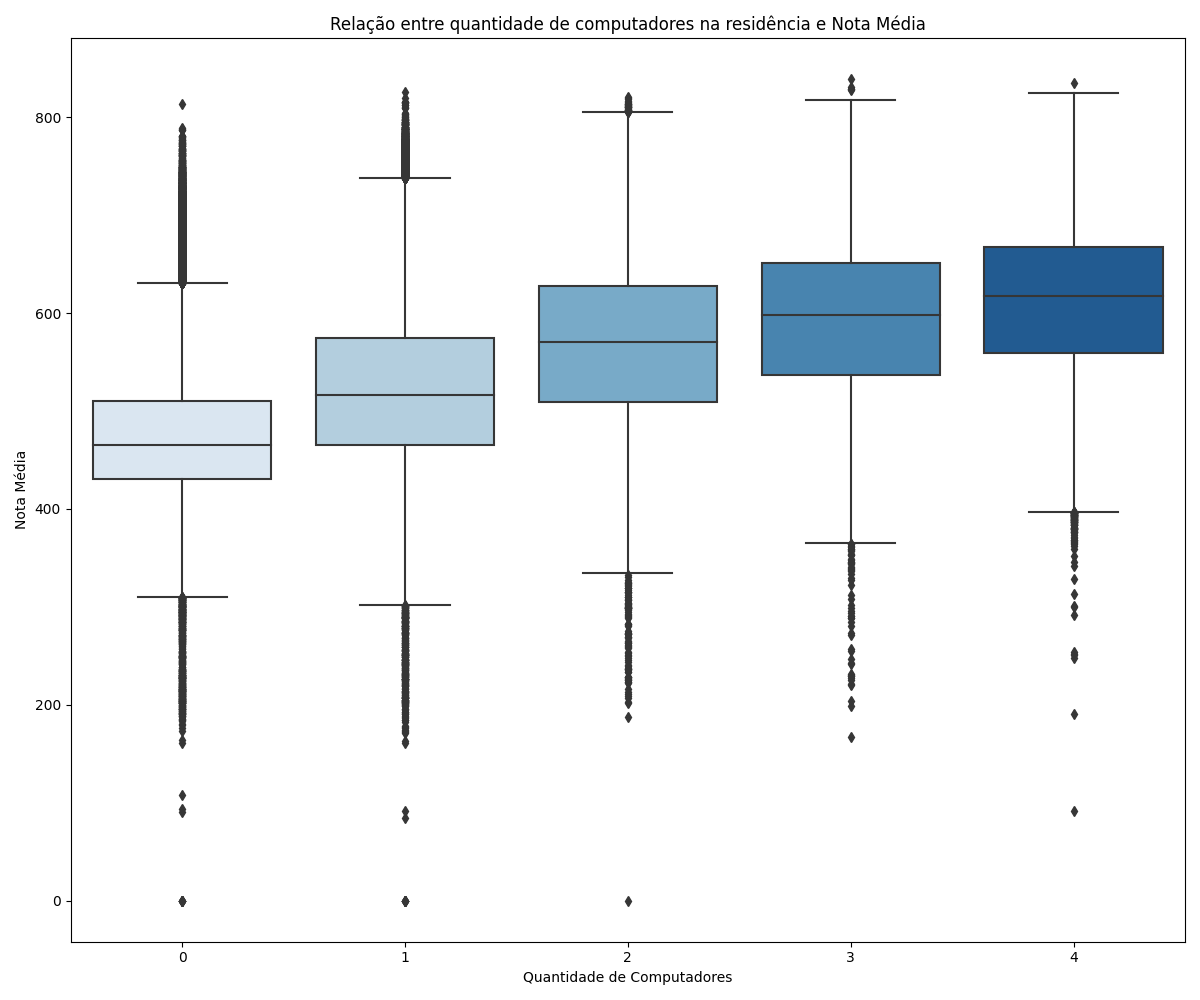 Relação entre quantidade de computadores na residência e Nota Média
800
600
400
200
0
Nota Média
0 1 2 3 4
Quantidade de Computadores